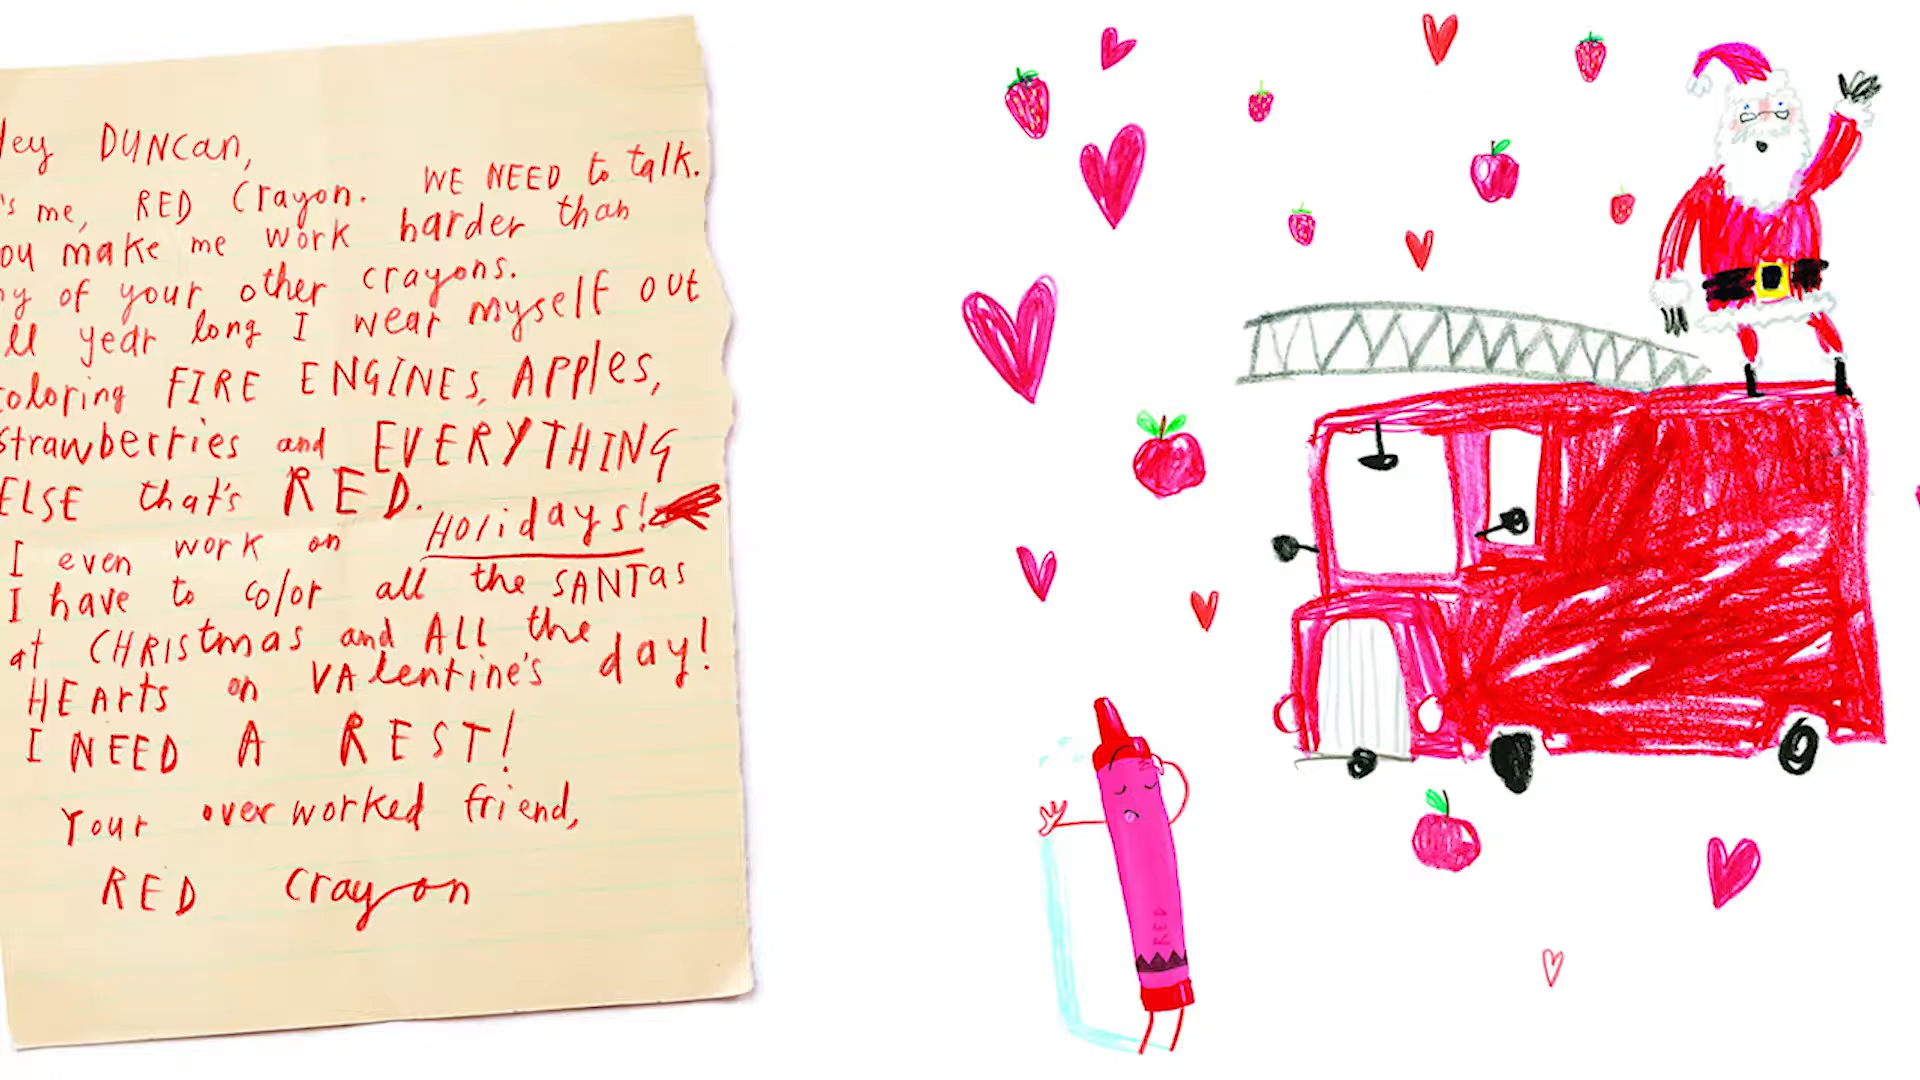 ey DUNCan,
's me, RED Crayon. WE NEED to talk.
ou make me work harder than
ny of your other crayons.
ll year long I wear myself out
coloring FIRE ENGINES, Apples,
Strawberries and EVERYTHING
ELSE that's RED.
I even work on Holidays!
I have to color all the SANTas
at CHRIStmas and ALL the
HEArts on VAlentine's day!
I NEED A REST!
Your overworked friend,
RED Crayon
RED